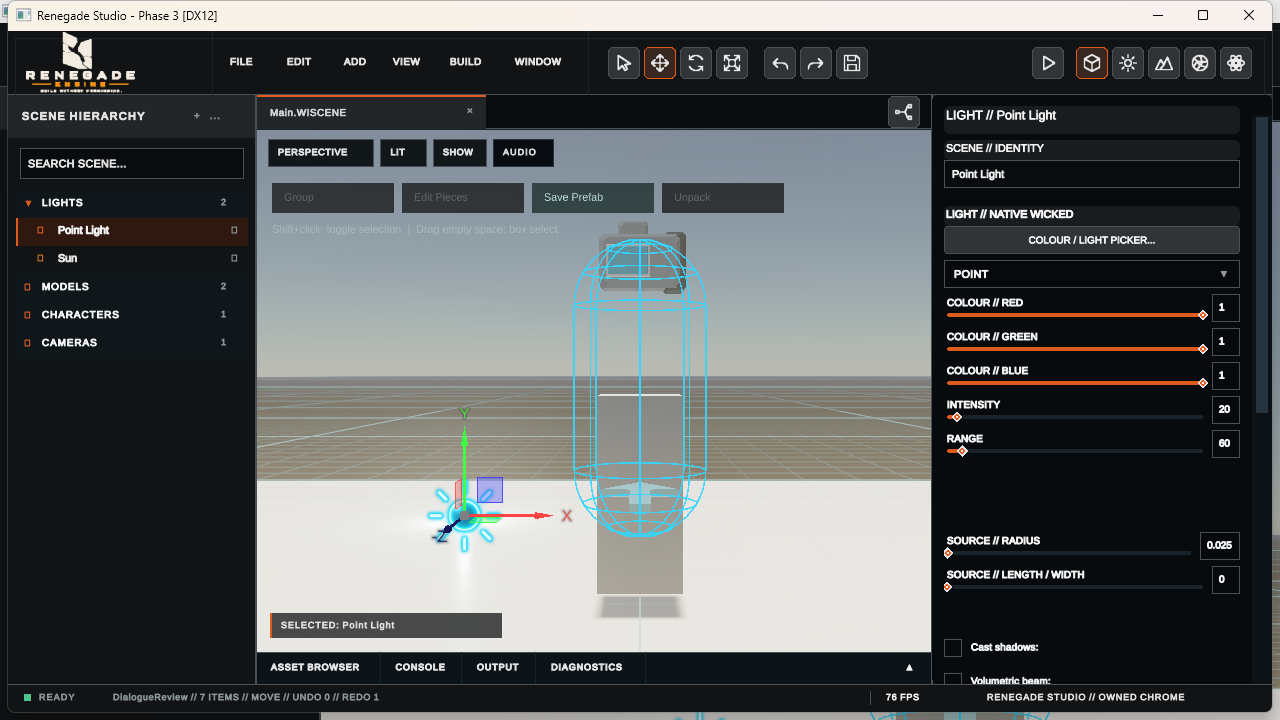 Renegade Studio - Phase 3 [DX12]
RENEGADE
ENGINE
BUILD WITHOUT PERMISSION.
FILE EDIT ADD VIEW BUILD WINDOW
SCENE HIERARCHY + ...
Main.WISCENE ×
LIGHT // Point Light
SCENE // IDENTITY
Point Light
SEARCH SCENE...
PERSPECTIVE LIT SHOW AUDIO
Group Edit Pieces Save Prefab Unpack
Shift+click: toggle selection | Drag empty space: box select
LIGHTS 2
Point Light
Sun
MODELS 2
CHARACTERS 1
CAMERAS 1
LIGHT // NATIVE WICKED
COLOUR / LIGHT PICKER...
POINT
COLOUR // RED 1
COLOUR // GREEN 1
COLOUR // BLUE 1
INTENSITY 20
RANGE 60
SOURCE // RADIUS 0.025
SOURCE // LENGTH / WIDTH 0
Cast shadows:
Volumetric beam:
Y
X
-Z
SELECTED: Point Light
ASSET BROWSER CONSOLE OUTPUT DIAGNOSTICS
READY DialogueReview // 7 ITEMS // MOVE // UNDO 0 // REDO 1 76 FPS RENEGADE STUDIO // OWNED CHROME